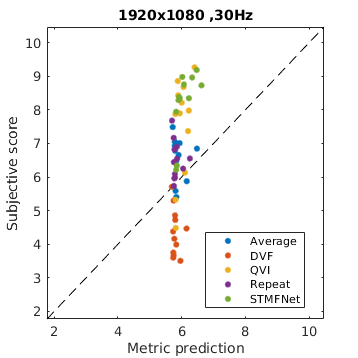 1920x1080 ,30Hz
Subjective score
10
9
8
7
6
5
4
3
2
Average
DVF
QVI
Repeat
STMFNet
2 4 6 8 10
Metric prediction